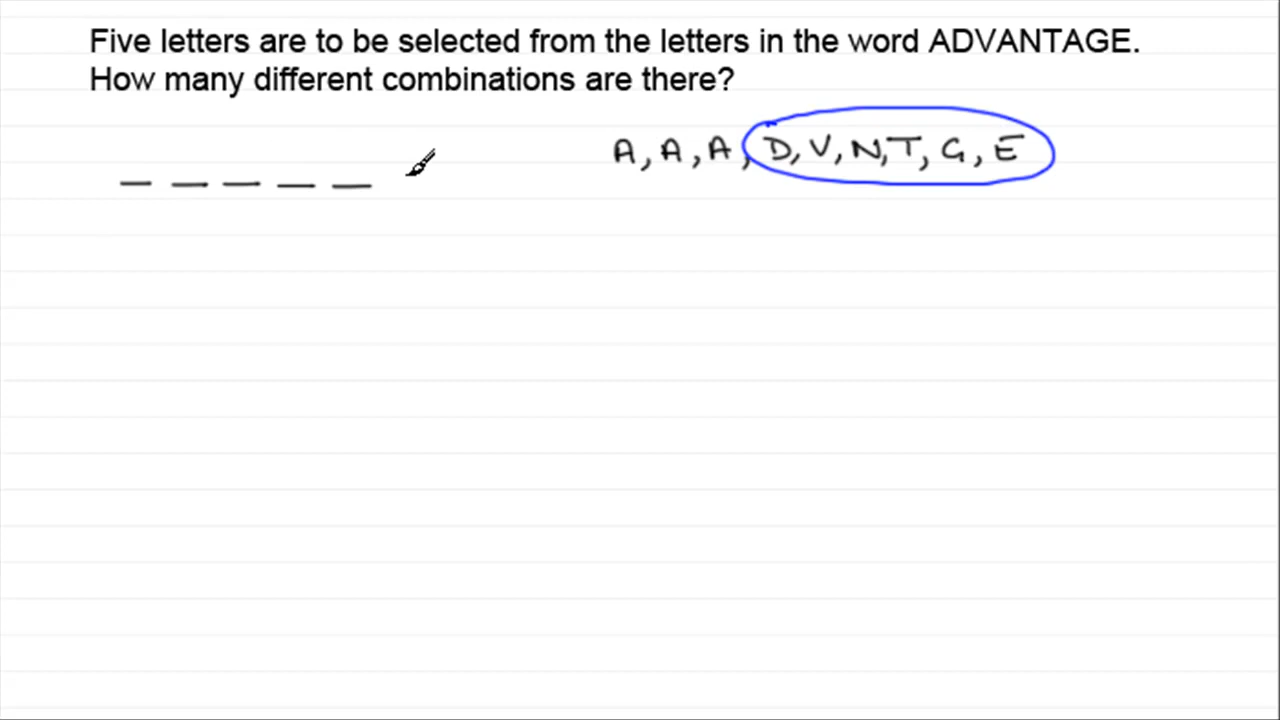 Five letters are to be selected from the letters in the word ADVANTAGE.
How many different combinations are there?
A, A, A, D, V, N, T, G, E